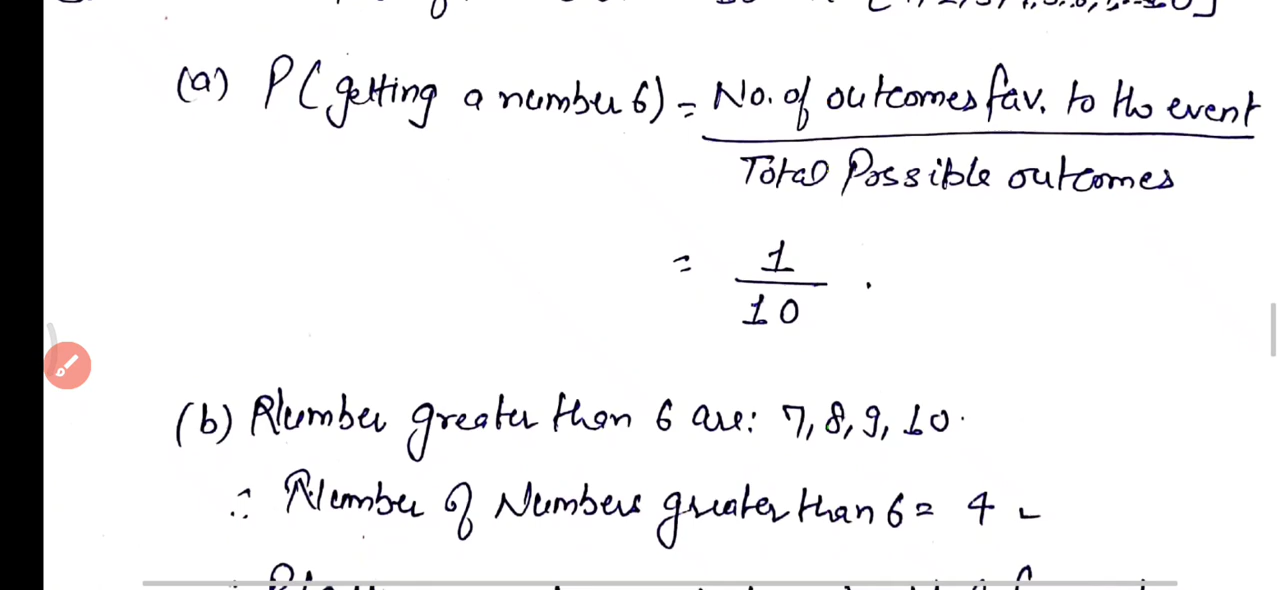 (a) P(getting a number 6) = No. of outcomes fav. to the event
Total Possible outcomes
= 1
10 .
(b) Number greater than 6 are: 7, 8, 9, 10.
∴ Number of Numbers greater than 6 = 4